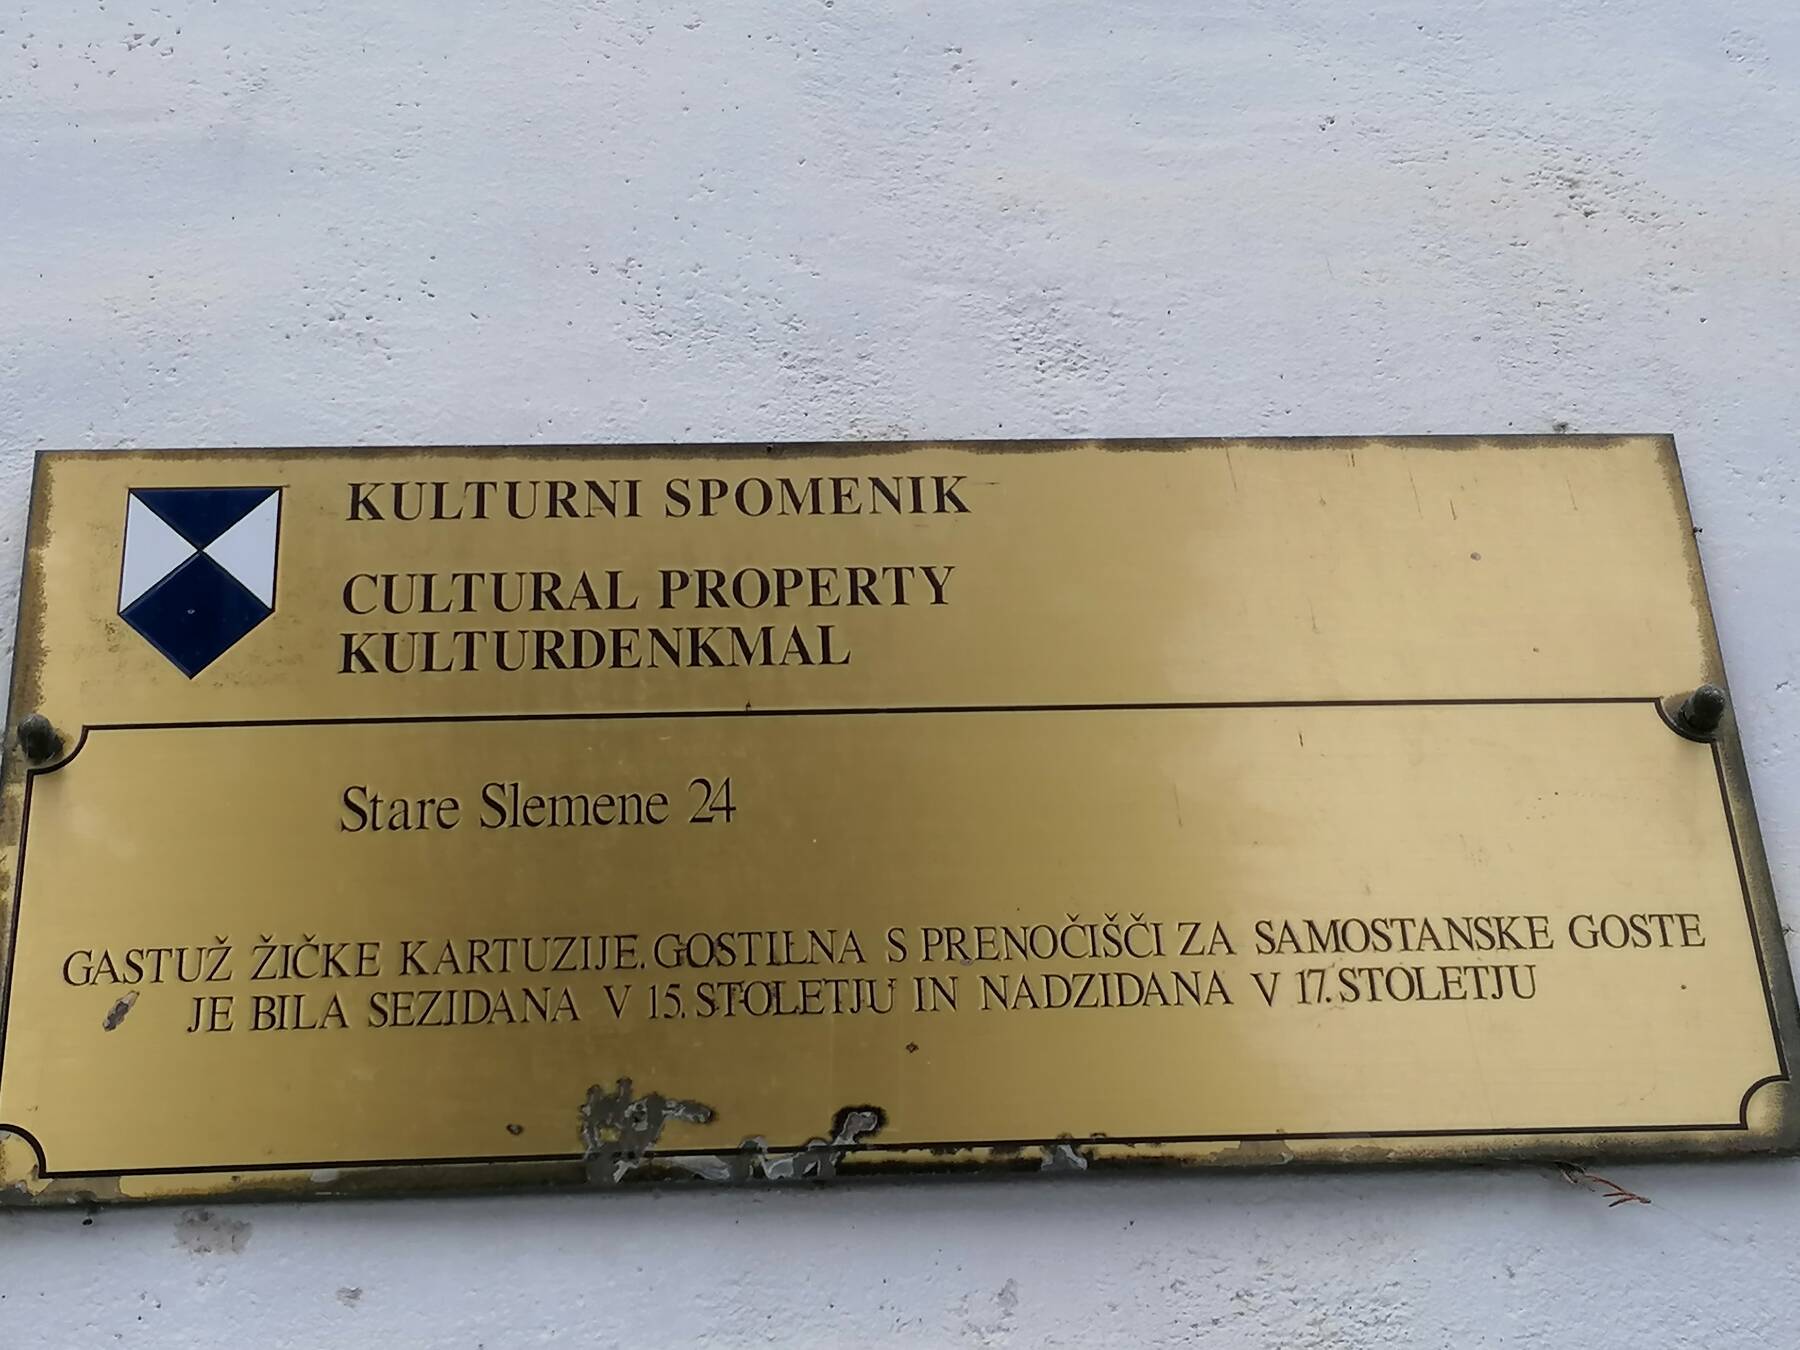 KULTURNI SPOMENIK
CULTURAL PROPERTY
KULTURDENKMAL
Stare Slemene 24
GASTUŽ ŽIČKE KARTUZIJE. GOSTILNA S PRENOČIŠČI ZA SAMOSTANSKE GOSTE
JE BILA SEZIDANA V 15. STOLETJU IN NADZIDANA V 17. STOLETJU